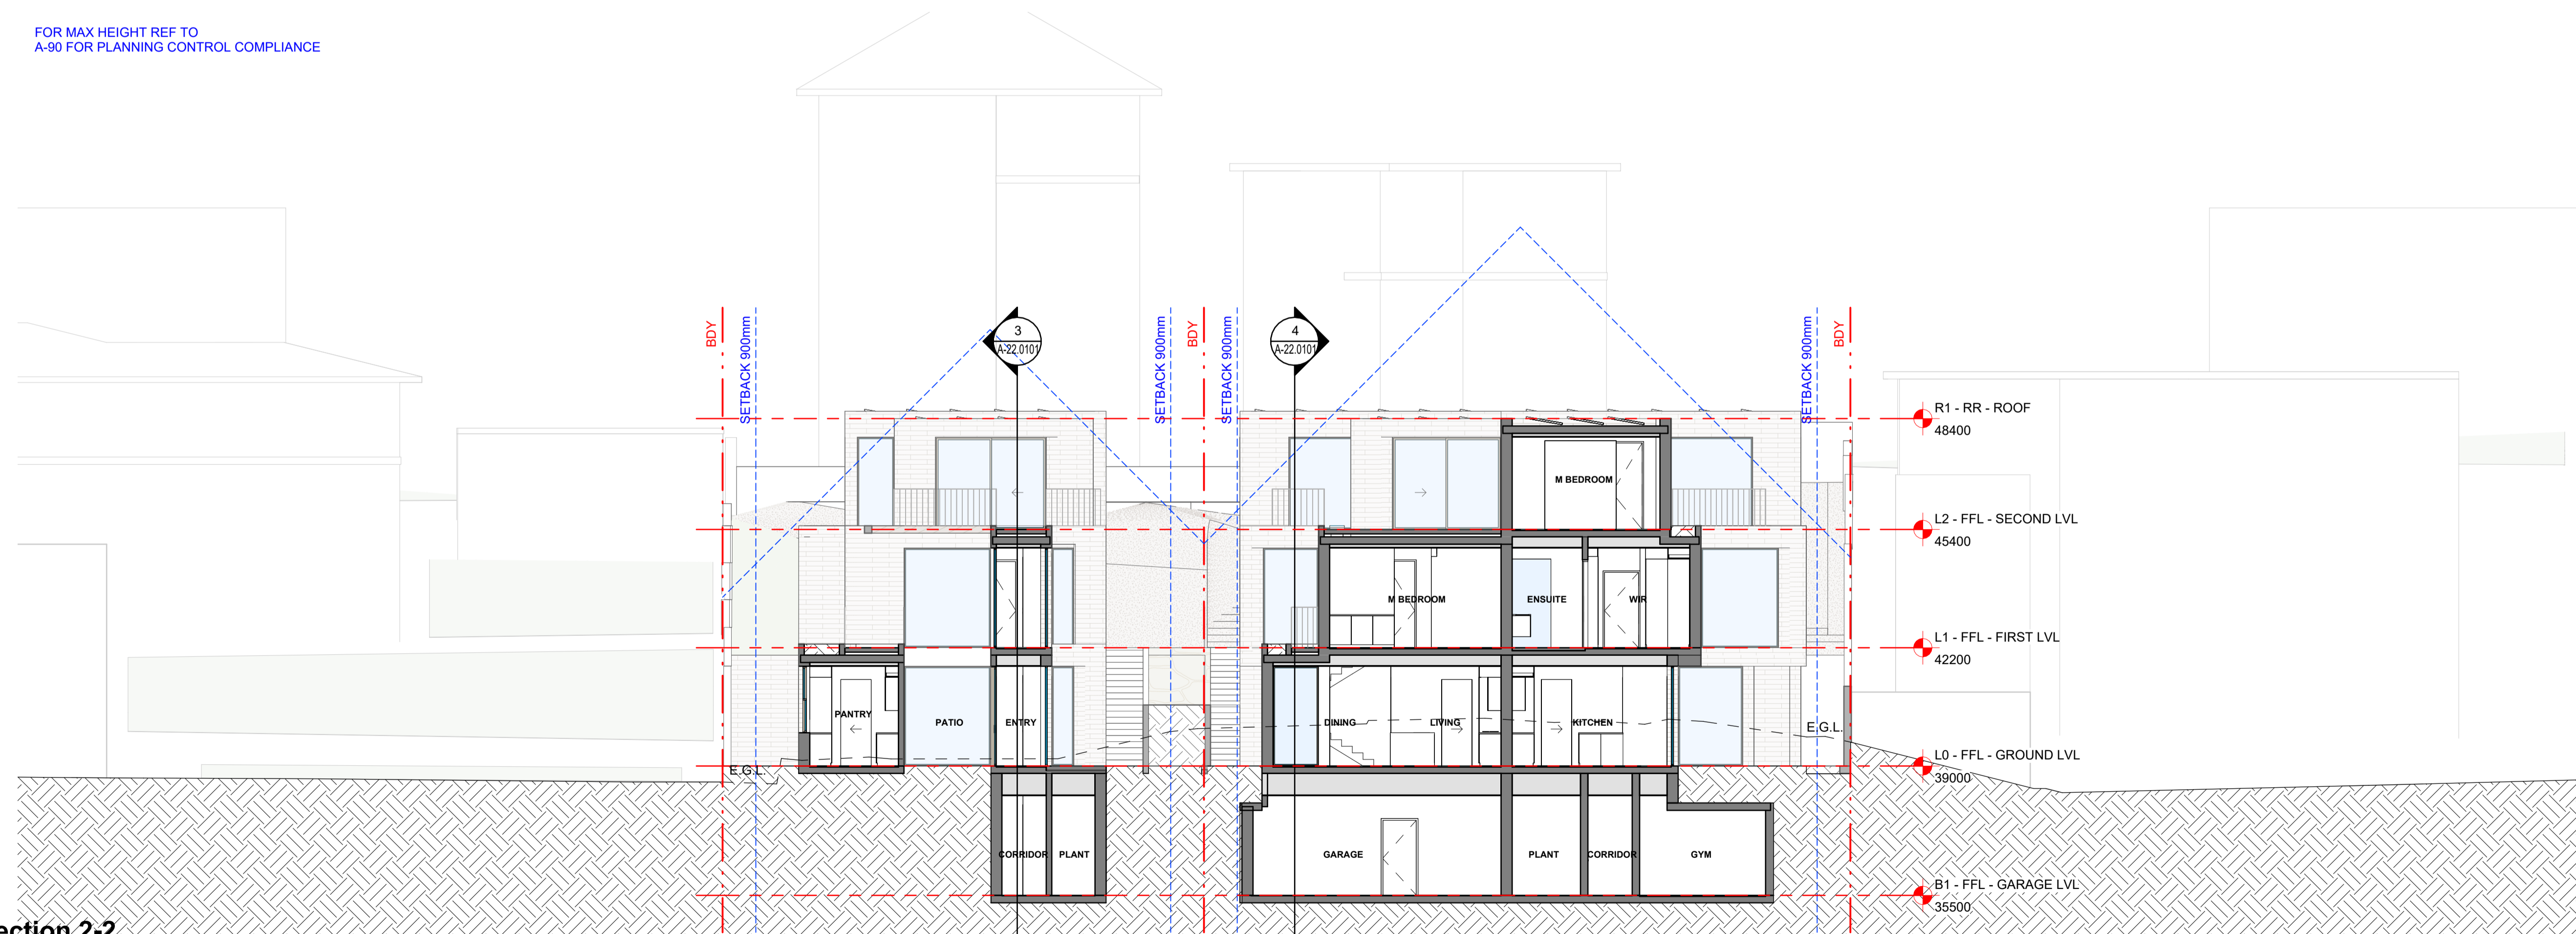 FOR MAX HEIGHT REF TO
A-90 FOR PLANNING CONTROL COMPLIANCE
BDY
SETBACK 900mm
3
A-22.0101
SETBACK 900mm
BDY
SETBACK 900mm
4
A-22.0101
SETBACK 900mm
BDY
R1 - RR - ROOF
48400
M BEDROOM
L2 - FFL - SECOND LVL
45400
M BEDROOM
ENSUITE
WIR
L1 - FFL - FIRST LVL
42200
PANTRY
PATIO
ENTRY
DINING
LIVING
KITCHEN
E.G.L.
E.G.L.
L0 - FFL - GROUND LVL
39000
CORRIDOR
PLANT
GARAGE
PLANT
CORRIDOR
GYM
B1 - FFL - GARAGE LVL
35500
ection 2-2